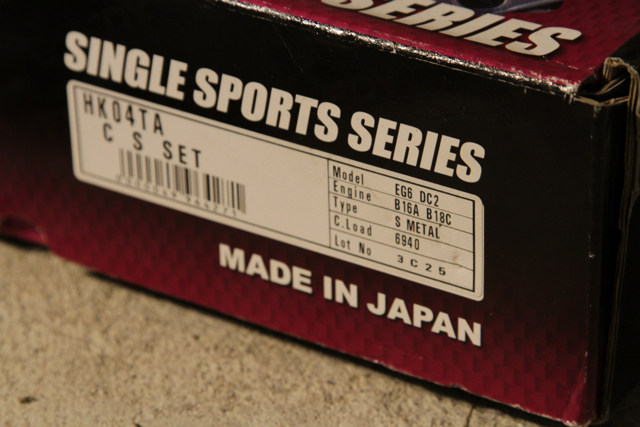 SERIES
SINGLE SPORTS SERIES
HK04TA
C S SET
Model EG6 DC2
Engine B16A B18C
Type S METAL
C.Load 6940
Lot No 3C25
MADE IN JAPAN